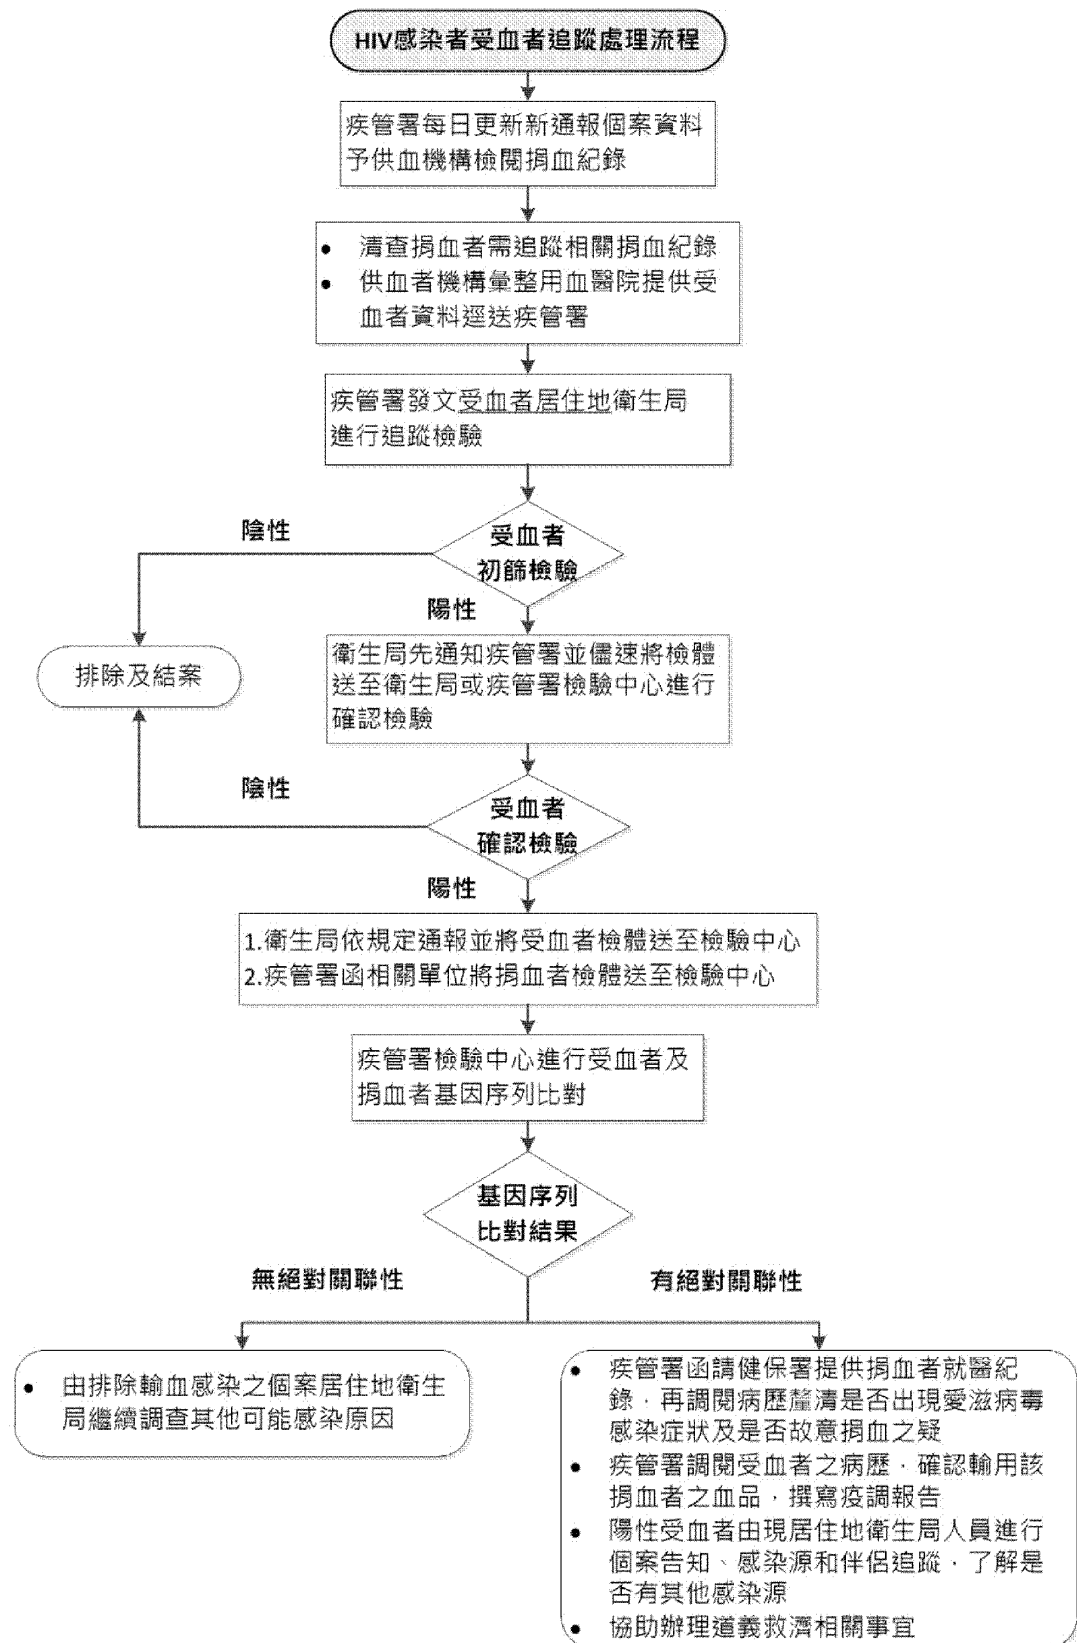 HIV感染者受血者追蹤處理流程
疾管署每日更新新通報個案資料
予供血機構檢閱捐血紀錄
● 清查捐血者需追蹤相關捐血紀錄
● 供血者機構彙整用血醫院提供受
血者資料逕送疾管署
疾管署發文受血者居住地衛生局
進行追蹤檢驗
陰性
受血者
初篩檢驗
陽性
排除及結案
衛生局先通知疾管署並儘速將檢體
送至衛生局或疾管署檢驗中心進行
確認檢驗
陰性
受血者
確認檢驗
陽性
1.衛生局依規定通報並將受血者檢體送至檢驗中心
2.疾管署函相關單位將捐血者檢體送至檢驗中心
疾管署檢驗中心進行受血者及
捐血者基因序列比對
基因序列
比對結果
無絕對關聯性
有絕對關聯性
● 由排除輸血感染之個案居住地衛生
局繼續調查其他可能感染原因
● 疾管署函請健保署提供捐血者就醫紀
錄，再調閱病歷釐清是否出現愛滋病毒
感染症狀及是否故意捐血之疑
● 疾管署調閱受血者之病歷，確認輸用該
捐血者之血品，撰寫疫調報告
● 陽性受血者由現居住地衛生局人員進行
個案告知、感染源和伴侶追蹤，了解是
否有其他感染源
● 協助辦理道義救濟相關事宜